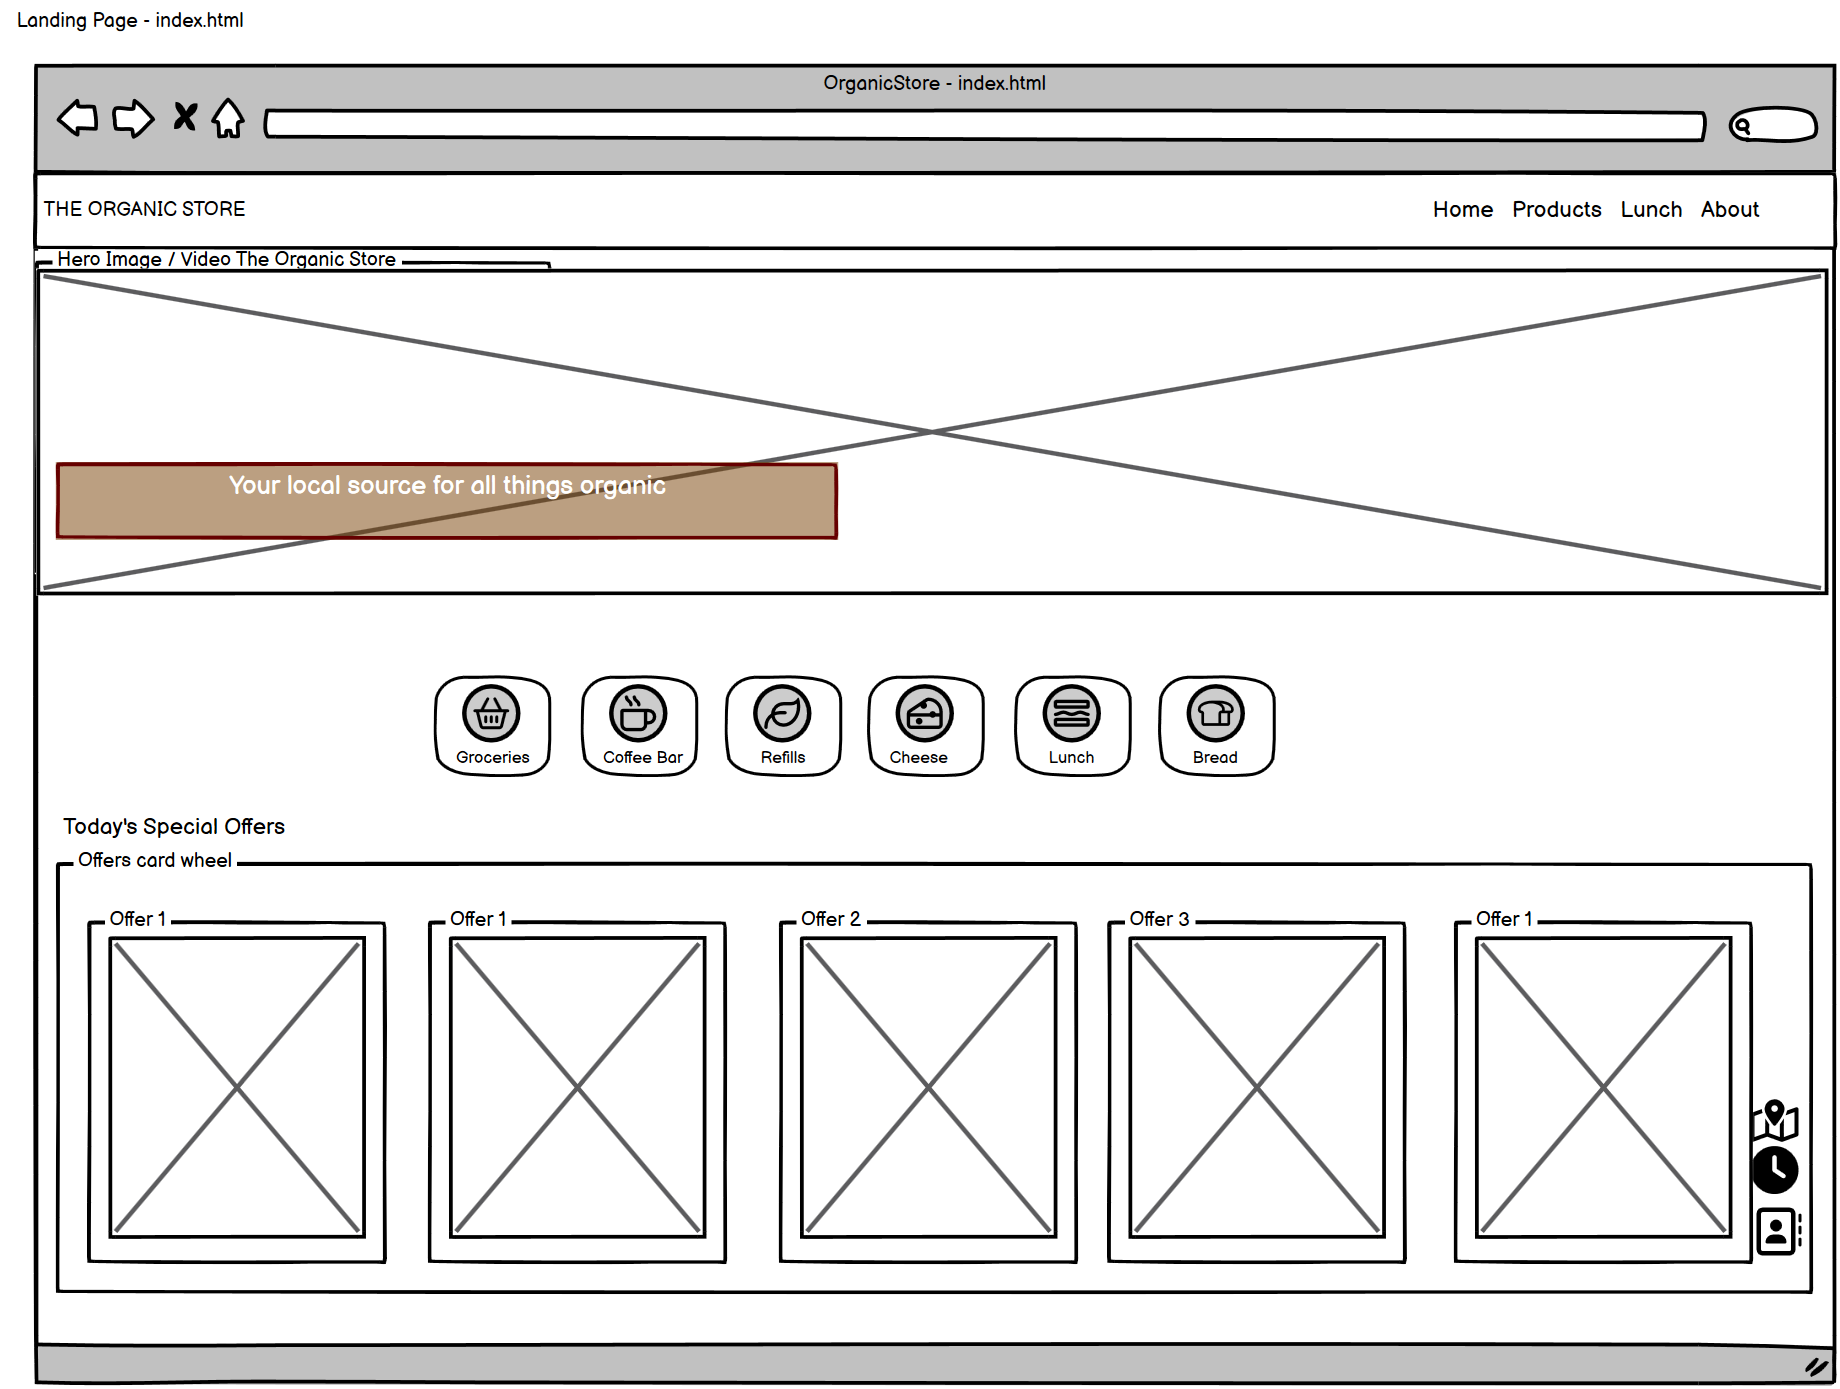 Landing Page - index.html
OrganicStore - index.html
THE ORGANIC STORE
Home Products Lunch About
Hero Image / Video The Organic Store
Your local source for all things organic
Groceries Coffee Bar Refills Cheese Lunch Bread
Today's Special Offers
Offers card wheel
Offer 1 Offer 1 Offer 2 Offer 3 Offer 1